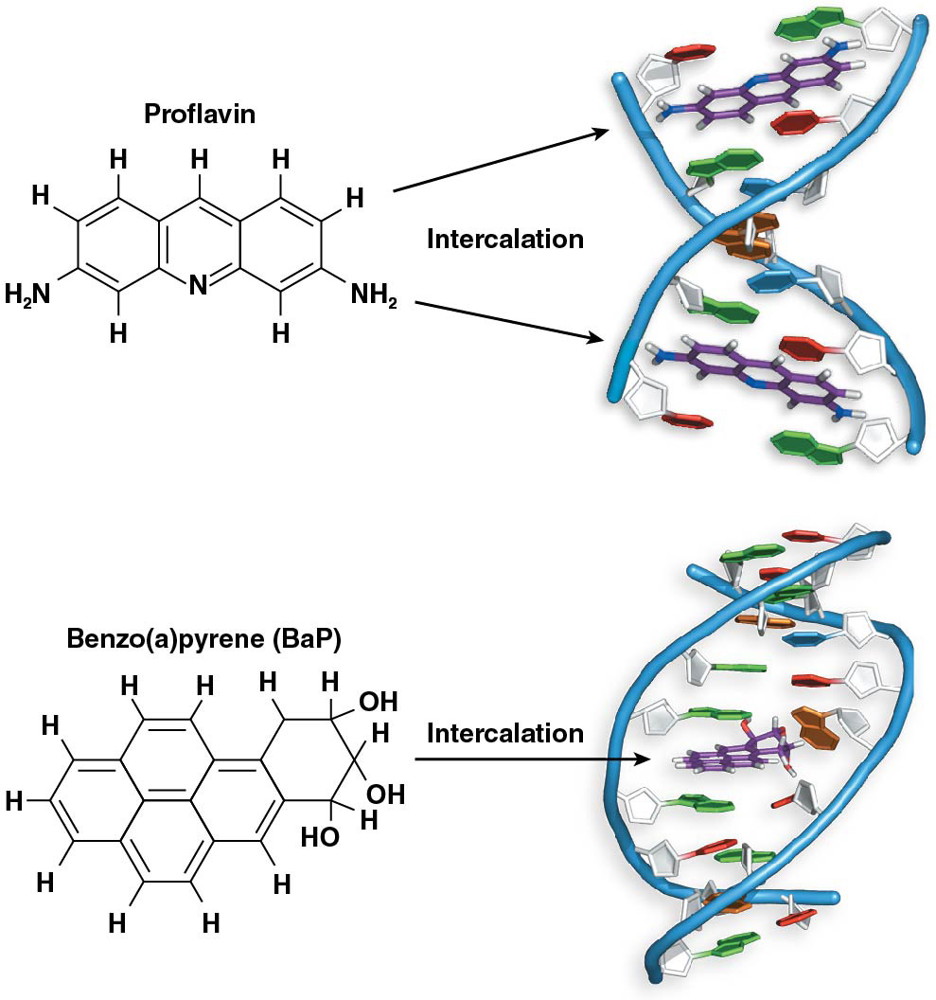 Proflavin
H H H
H H
Intercalation
H₂N N NH₂
H H
Benzo(a)pyrene (BaP)
H H H H
OH
H H
Intercalation
H OH
H
HO
H H
H H